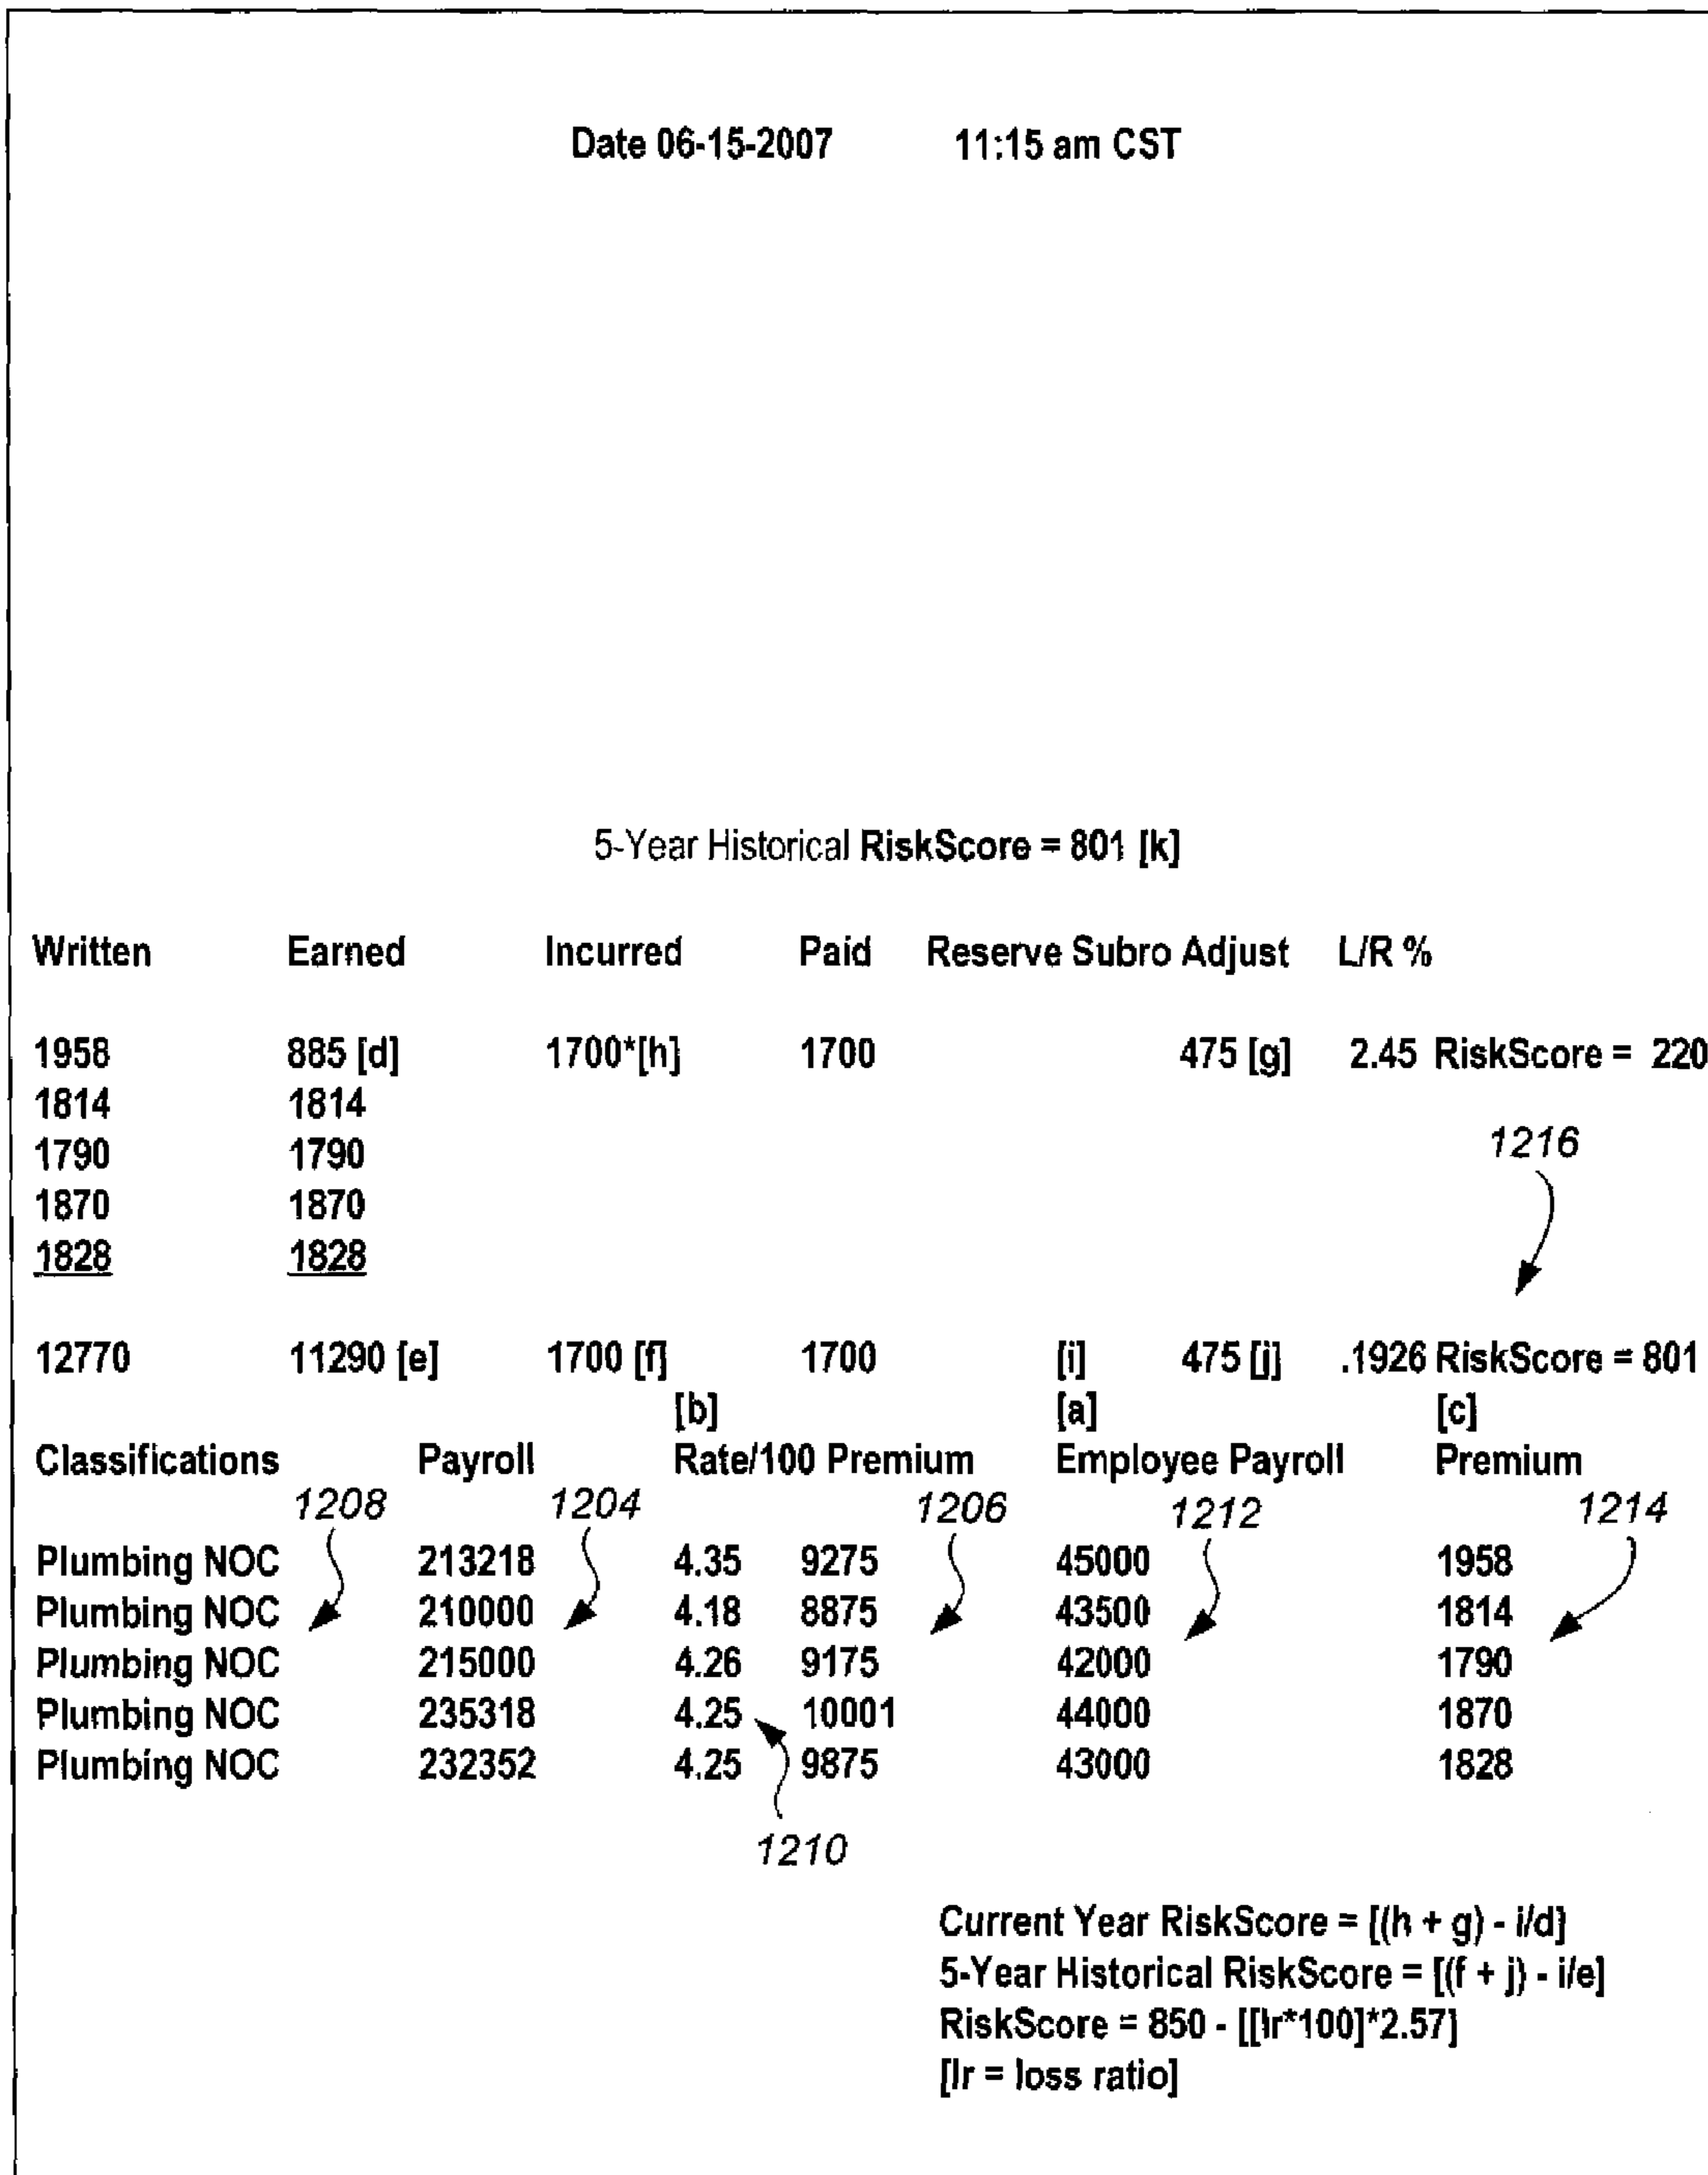 Date 06-15-2007 11:15 am CST
5-Year Historical RiskScore = 801 [k]
Written Earned Incurred Paid Reserve Subro Adjust L/R %
1958 885 [d] 1700*[h] 1700 475 [g] 2.45 RiskScore = 220
1814 1814
1790 1790
1216
1870 1870
1828 1828
12770 11290 [e] 1700 [f] 1700 [i] 475 [j] .1926 RiskScore = 801
[b] [a] [c]
Classifications Payroll Rate/100 Premium Employee Payroll Premium
1208 1204 1206 1212 1214
Plumbing NOC 213218 4.35 9275 45000 1958
Plumbing NOC 210000 4.18 8875 43500 1814
Plumbing NOC 215000 4.26 9175 42000 1790
Plumbing NOC 235318 4.25 10001 44000 1870
Plumbing NOC 232352 4.25 9875 43000 1828
1210
Current Year RiskScore = [(h + g) - i/d]
5-Year Historical RiskScore = [(f + j) - i/e]
RiskScore = 850 - [[lr*100]*2.57]
[lr = loss ratio]